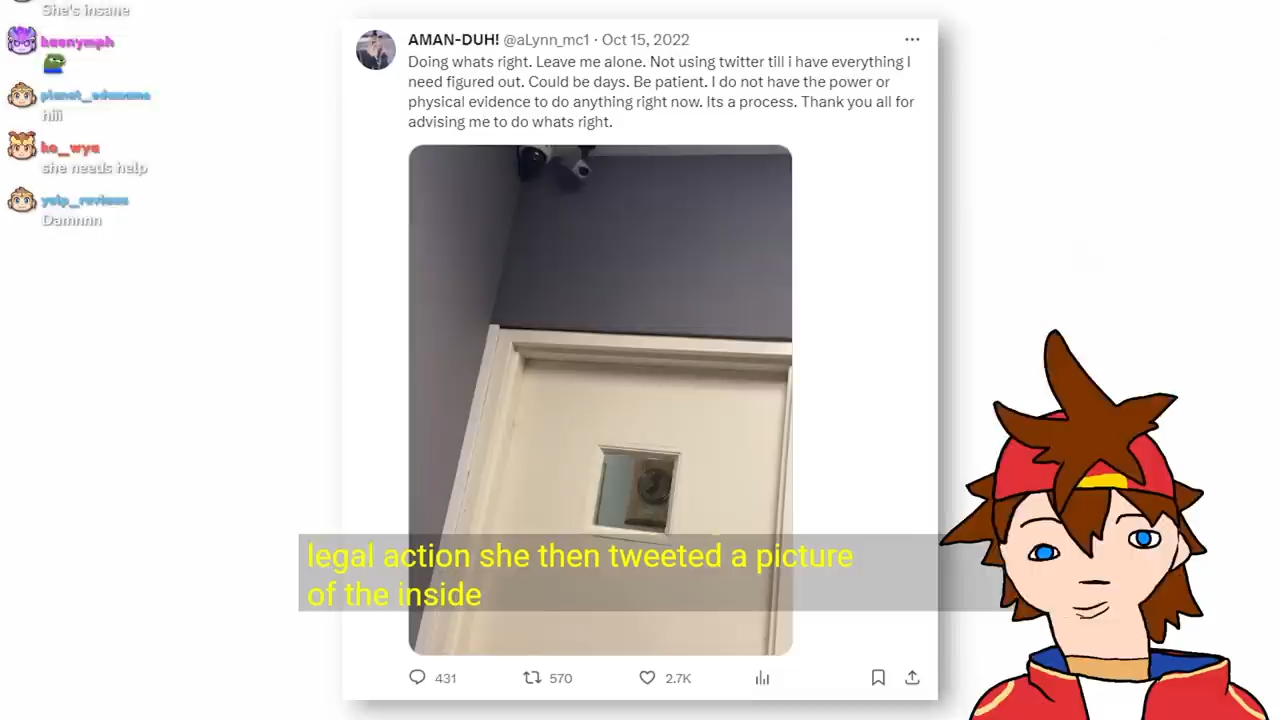 She's insane
keenymph
hiii
ko_wya
she needs help
yelp_reviews
Damnnn
AMAN-DUH! @aLynn_mc1 · Oct 15, 2022
Doing whats right. Leave me alone. Not using twitter till i have everything I
need figured out. Could be days. Be patient. I do not have the power or
physical evidence to do anything right now. Its a process. Thank you all for
advising me to do whats right.
legal action she then tweeted a picture
of the inside
431 570 2.7K